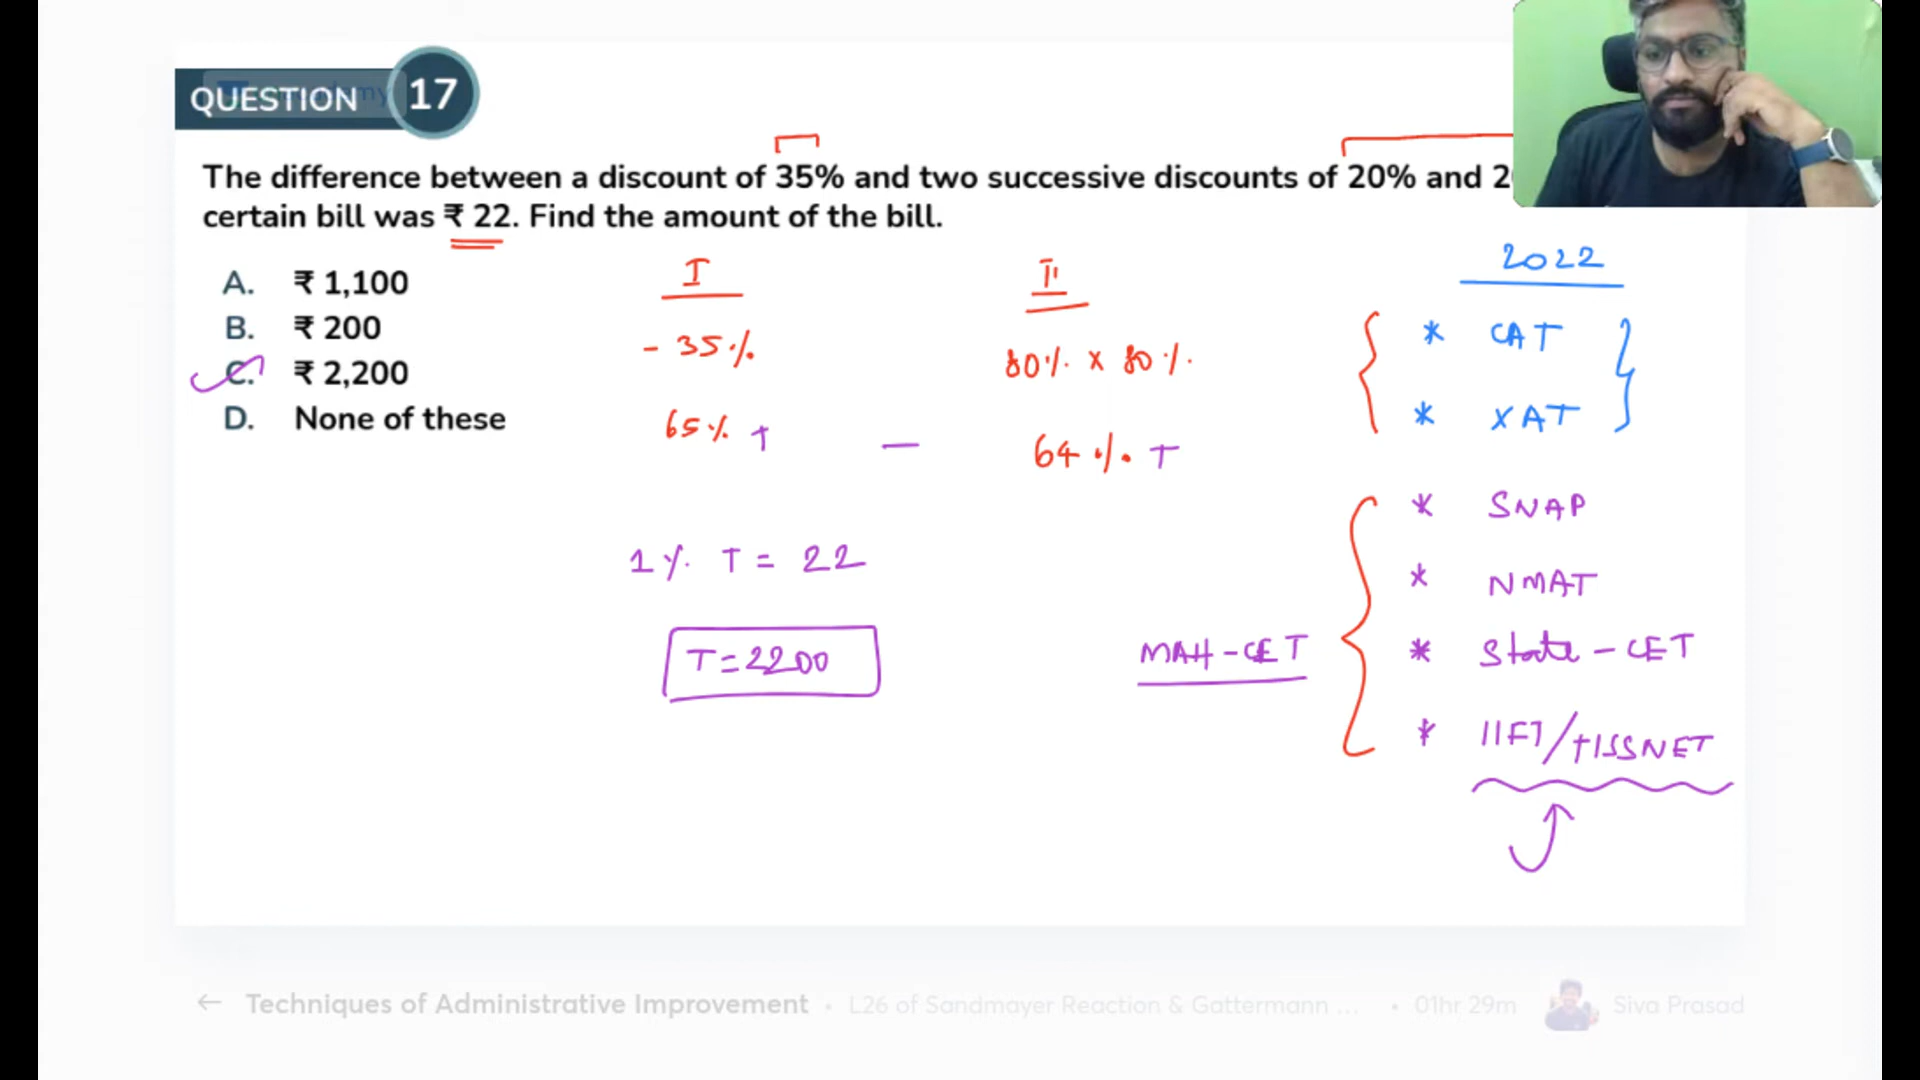 QUESTION 17
The difference between a discount of 35% and two successive discounts of 20% and
certain bill was ₹ 22. Find the amount of the bill.
A. ₹ 1,100
B. ₹ 200
C. ₹ 2,200
D. None of these
I
- 35%
65% T
—
II
80% x 80%
64% T
1% T = 22
T = 2200
2022
* CAT
* XAT
* SNAP
* NMAT
* State - CET
* IIFT/TISSNET
MAH - CET
← Techniques of Administrative Improvement • L26 of Sandmayer Reaction & Gattermann ... • 01hr 29m Siva Prasad